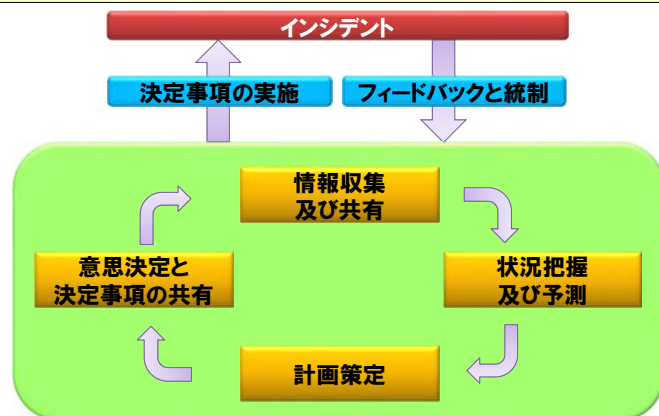 インシデント
決定事項の実施
フィードバックと統制
情報収集
及び共有
意思決定と
決定事項の共有
状況把握
及び予測
計画策定